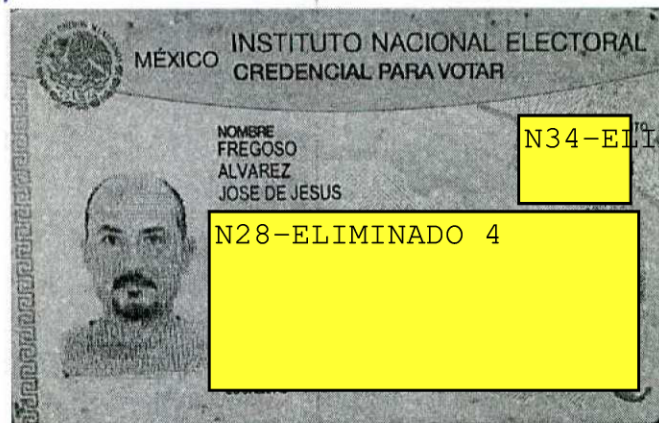 MÉXICO INSTITUTO NACIONAL ELECTORAL
CREDENCIAL PARA VOTAR
NOMBRE
FREGOSO
ALVAREZ
JOSE DE JESUS
N34-ELI
N28-ELIMINADO 4